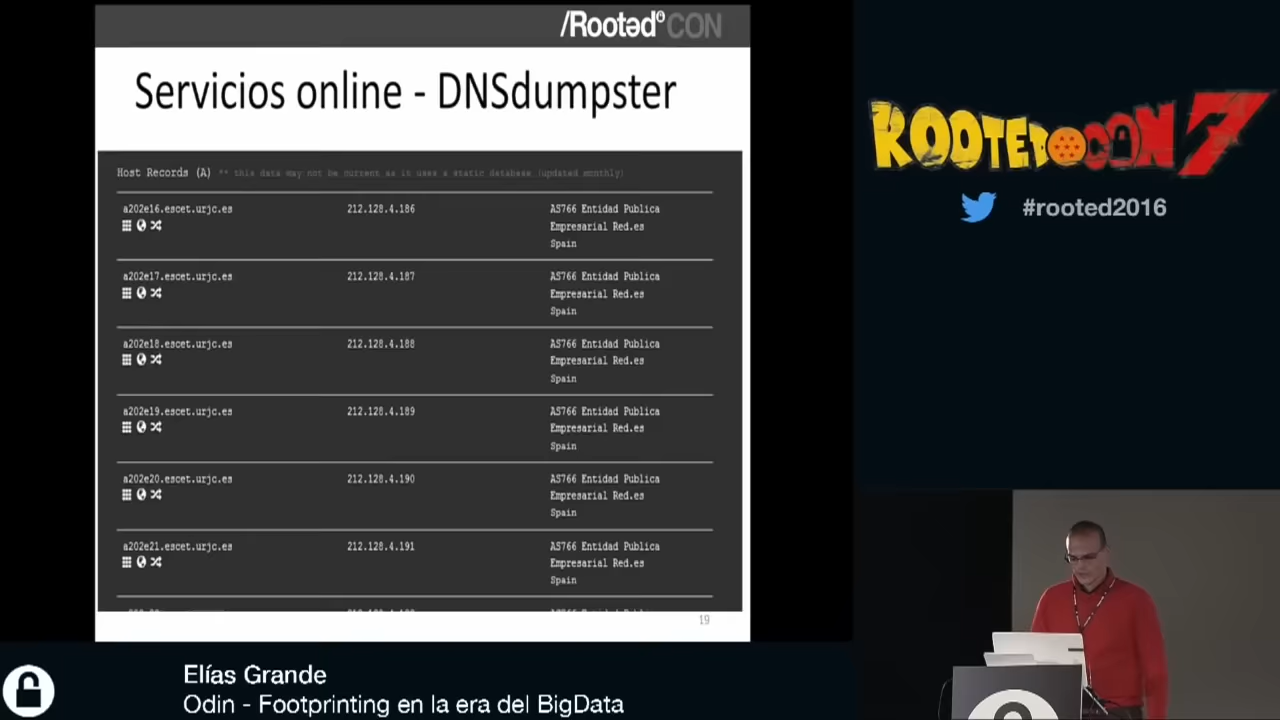 /RootedCON
Servicios online - DNSdumpster
Host Records (A) ** this data may not be current as it uses a static database (updated monthly)
a202e16.escet.urjc.es 212.128.4.186 AS766 Entidad Publica
Empresarial Red.es
Spain
a202e17.escet.urjc.es 212.128.4.187 AS766 Entidad Publica
Empresarial Red.es
Spain
a202e18.escet.urjc.es 212.128.4.188 AS766 Entidad Publica
Empresarial Red.es
Spain
a202e19.escet.urjc.es 212.128.4.189 AS766 Entidad Publica
Empresarial Red.es
Spain
a202e20.escet.urjc.es 212.128.4.190 AS766 Entidad Publica
Empresarial Red.es
Spain
a202e21.escet.urjc.es 212.128.4.191 AS766 Entidad Publica
Empresarial Red.es
Spain
19
ROOTED CON 7
#rooted2016
Elías Grande
Odin - Footprinting en la era del BigData